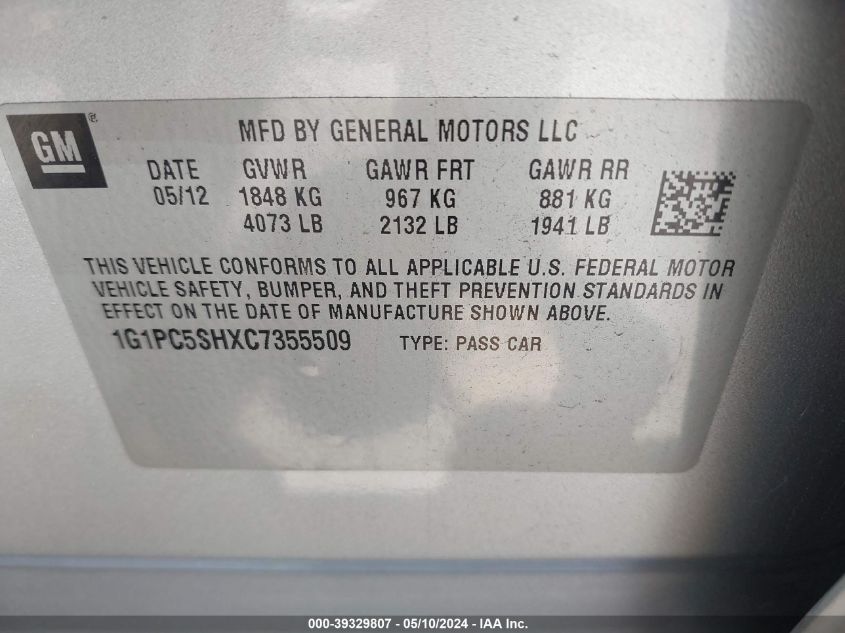 GM®
MFD BY GENERAL MOTORS LLC
DATE GVWR GAWR FRT GAWR RR
05/12 1848 KG 967 KG 881 KG
4073 LB 2132 LB 1941 LB
THIS VEHICLE CONFORMS TO ALL APPLICABLE U.S. FEDERAL MOTOR
VEHICLE SAFETY, BUMPER, AND THEFT PREVENTION STANDARDS IN
EFFECT ON THE DATE OF MANUFACTURE SHOWN ABOVE.
1G1PC5SHXC7355509 TYPE: PASS CAR
000-39329807 - 05/10/2024 - IAA Inc.